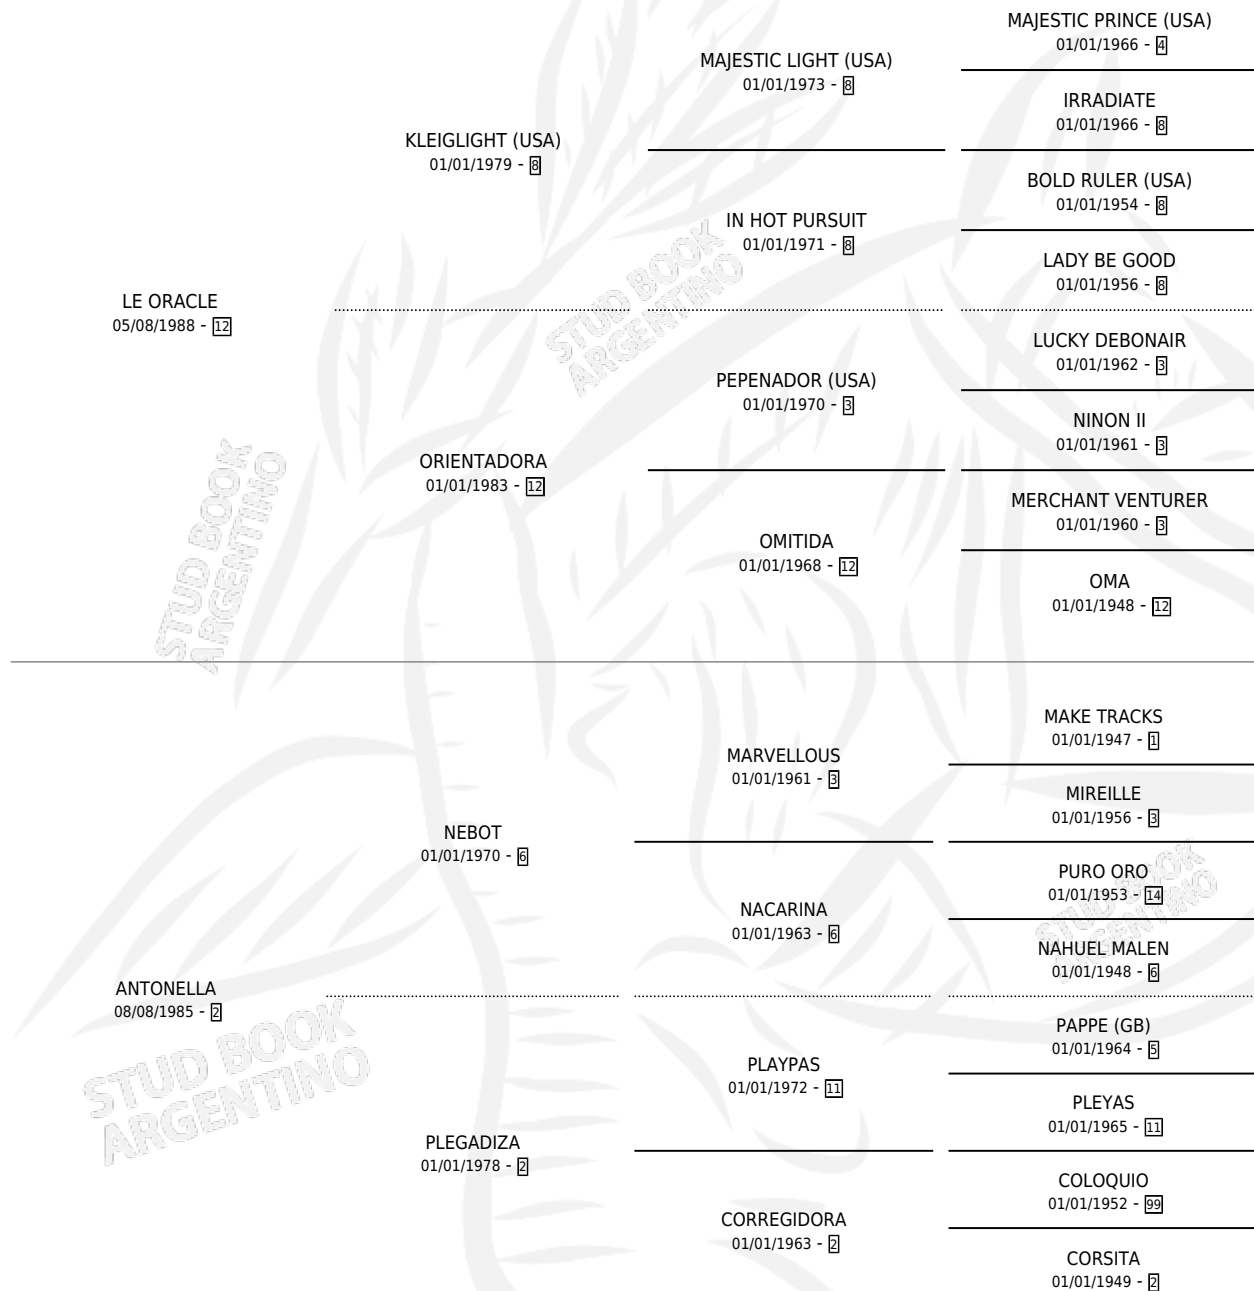 MAJESTIC PRINCE (USA)
01/01/1966 - 4
MAJESTIC LIGHT (USA)
01/01/1973 - 8
IRRADIATE
01/01/1966 - 8
KLEIGLIGHT (USA)
01/01/1979 - 8
BOLD RULER (USA)
01/01/1954 - 8
IN HOT PURSUIT
01/01/1971 - 8
LADY BE GOOD
01/01/1956 - 8
LE ORACLE
05/08/1988 - 12
LUCKY DEBONAIR
01/01/1962 - 3
PEPENADOR (USA)
01/01/1970 - 3
NINON II
01/01/1961 - 3
ORIENTADORA
01/01/1983 - 12
MERCHANT VENTURER
01/01/1960 - 3
OMITIDA
01/01/1968 - 12
OMA
01/01/1948 - 12
MAKE TRACKS
01/01/1947 - 1
MARVELLOUS
01/01/1961 - 3
MIREILLE
01/01/1956 - 3
NEBOT
01/01/1970 - 6
PURO ORO
01/01/1953 - 14
NACARINA
01/01/1963 - 6
NAHUEL MALEN
01/01/1948 - 6
ANTONELLA
08/08/1985 - 2
PAPPE (GB)
01/01/1964 - 5
PLAYPAS
01/01/1972 - 11
PLEYAS
01/01/1965 - 11
PLEGADIZA
01/01/1978 - 2
COLOQUIO
01/01/1952 - 99
CORREGIDORA
01/01/1963 - 2
CORSITA
01/01/1949 - 2
STUD BOOK
ARGENTINO
STUD BOOK
ARGENTINO
STUD BOOK
ARGENTINO
STUD BOOK
ARGENTINO